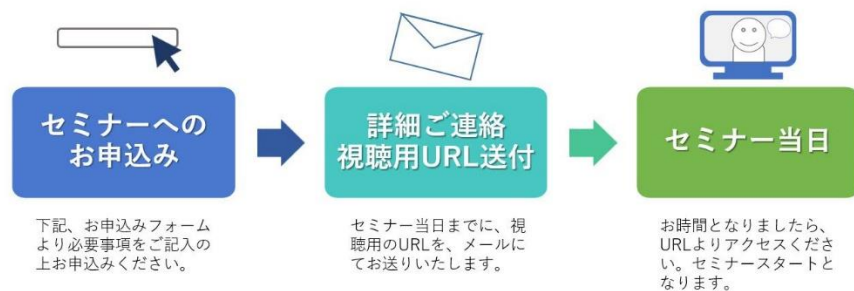 セミナーへの
お申込み
下記、お申込みフォーム
より必要事項をご記入の
上お申込みください。
詳細ご連絡
視聴用URL送付
セミナー当日までに、視
聴用のURLを、メールに
てお送りいたします。
セミナー当日
お時間となりましたら、
URLよりアクセスくださ
い。セミナースタートと
なります。